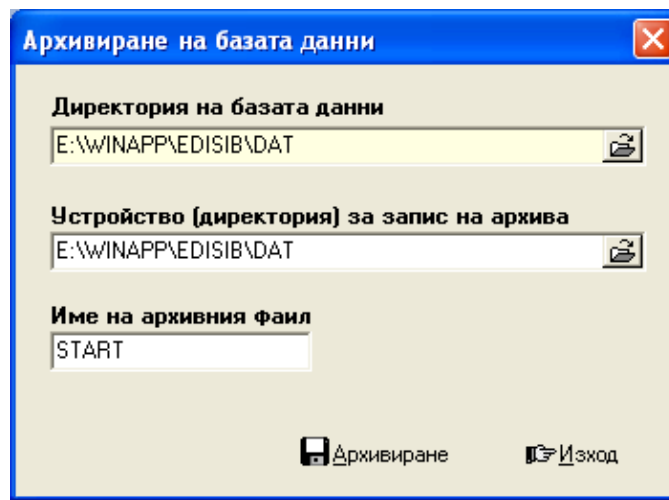 Архивиране на базата данни
Директория на базата данни
E:\WINAPP\EDISIB\DAT
Устройство (директория) за запис на архива
E:\WINAPP\EDISIB\DAT
Име на архивния фаил
START
Архивиране Изход